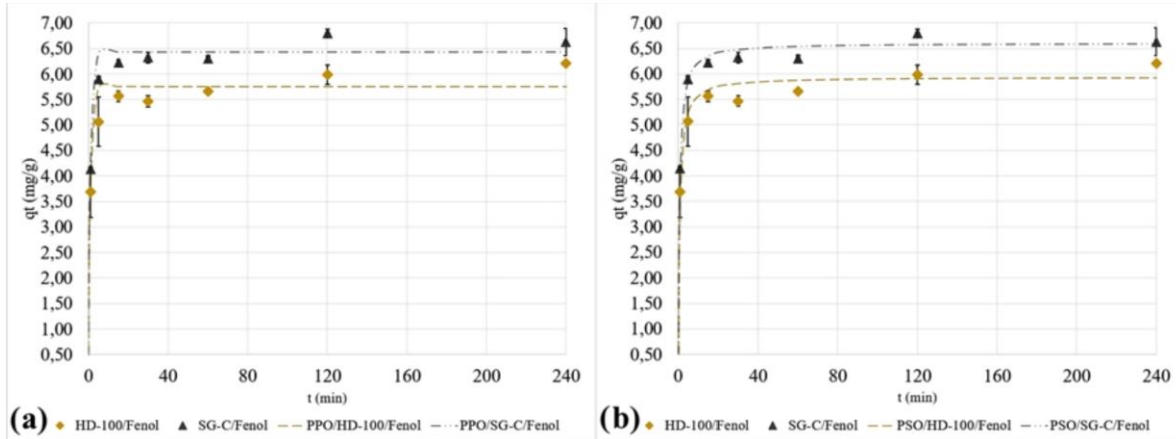 7,00
6,50
6,00
5,50
5,00
4,50
4,00
3,50
3,00
2,50
2,00
1,50
1,00
0,50
qt (mg/g)
0 40 80 120 160 200 240
t (min)
(a)
HD-100/Fenol SG-C/Fenol PPO/HD-100/Fenol PPO/SG-C/Fenol
7,00
6,50
6,00
5,50
5,00
4,50
4,00
3,50
3,00
2,50
2,00
1,50
1,00
0,50
qt (mg/g)
0 40 80 120 160 200 240
t (min)
(b)
HD-100/Fenol SG-C/Fenol PSO/HD-100/Fenol PSO/SG-C/Fenol